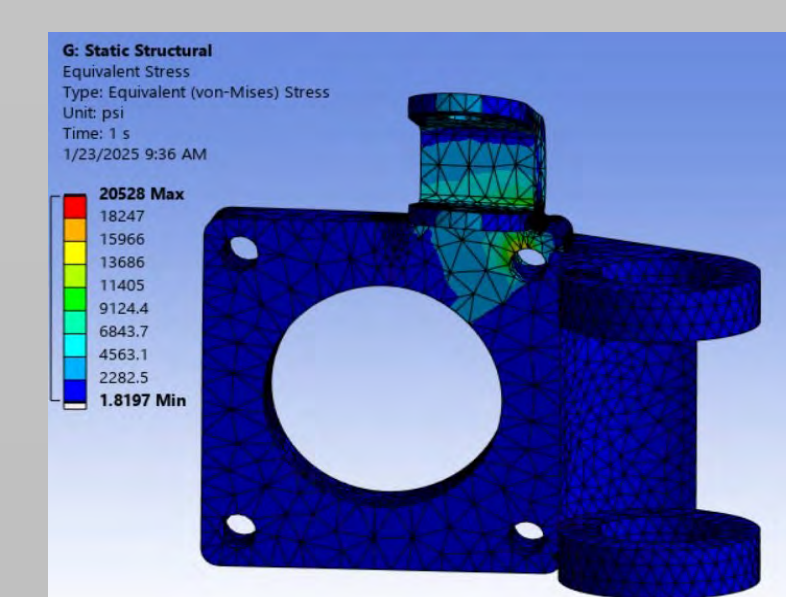 G: Static Structural
Equivalent Stress
Type: Equivalent (von-Mises) Stress
Unit: psi
Time: 1 s
1/23/2025 9:36 AM
20528 Max
18247
15966
13686
11405
9124.4
6843.7
4563.1
2282.5
1.8197 Min